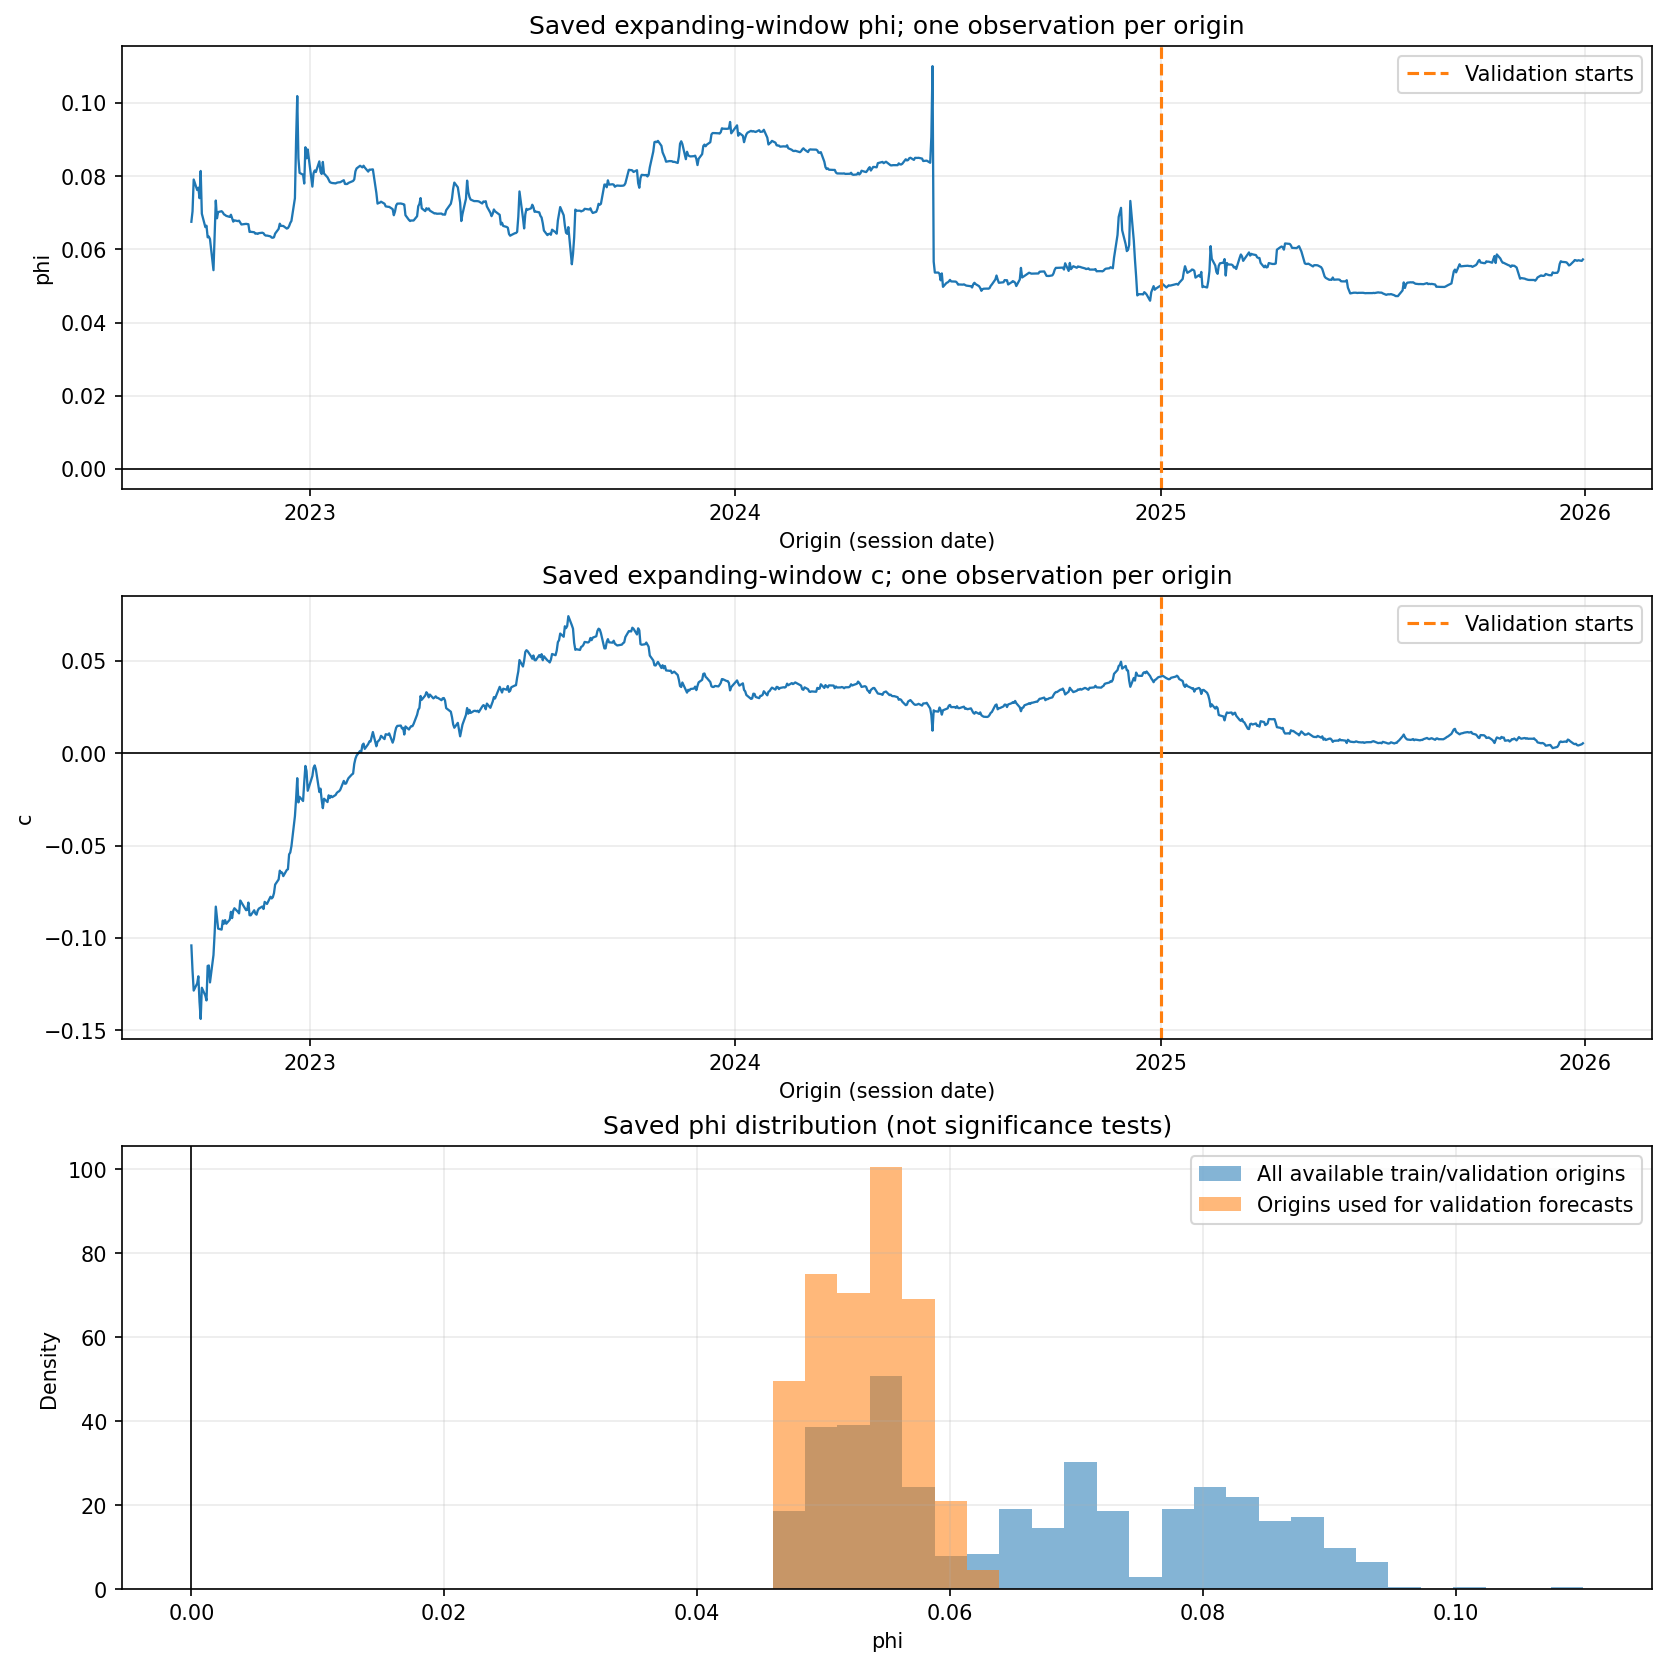 Saved expanding-window phi; one observation per origin
Validation starts
0.10
0.08
0.06
0.04
0.02
0.00
phi
2023
2024
2025
2026
Origin (session date)
Saved expanding-window c; one observation per origin
Validation starts
0.05
0.00
−0.05
−0.10
−0.15
c
2023
2024
2025
2026
Origin (session date)
Saved phi distribution (not significance tests)
All available train/validation origins
Origins used for validation forecasts
100
80
60
40
20
0
Density
0.00
0.02
0.04
0.06
0.08
0.10
phi